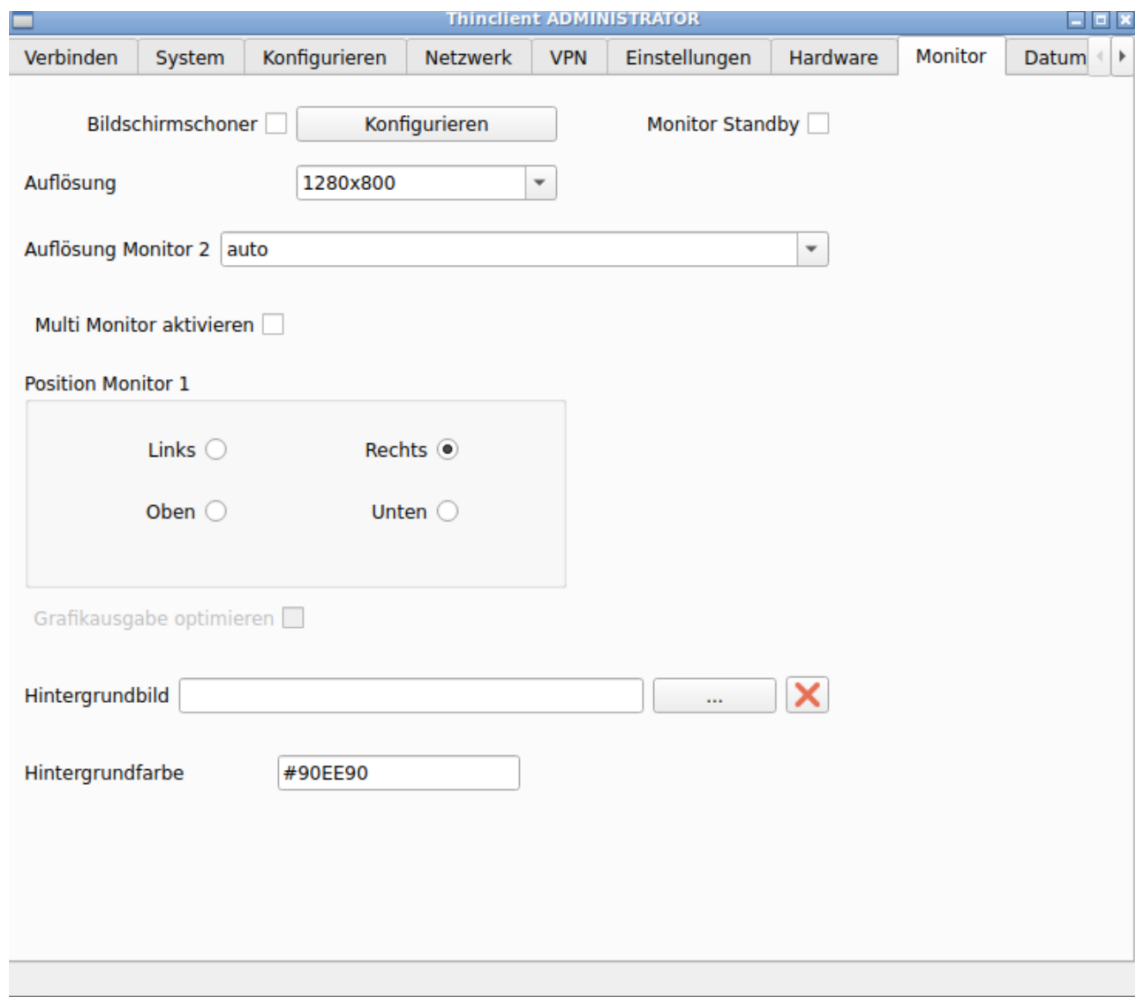 Thinclient ADMINISTRATOR
Verbinden System Konfigurieren Netzwerk VPN Einstellungen Hardware Monitor Datum
Bildschirmschoner Konfigurieren Monitor Standby
Auflösung 1280x800
Auflösung Monitor 2 auto
Multi Monitor aktivieren
Position Monitor 1
Links Rechts
Oben Unten
Grafikausgabe optimieren
Hintergrundbild ...
Hintergrundfarbe #90EE90